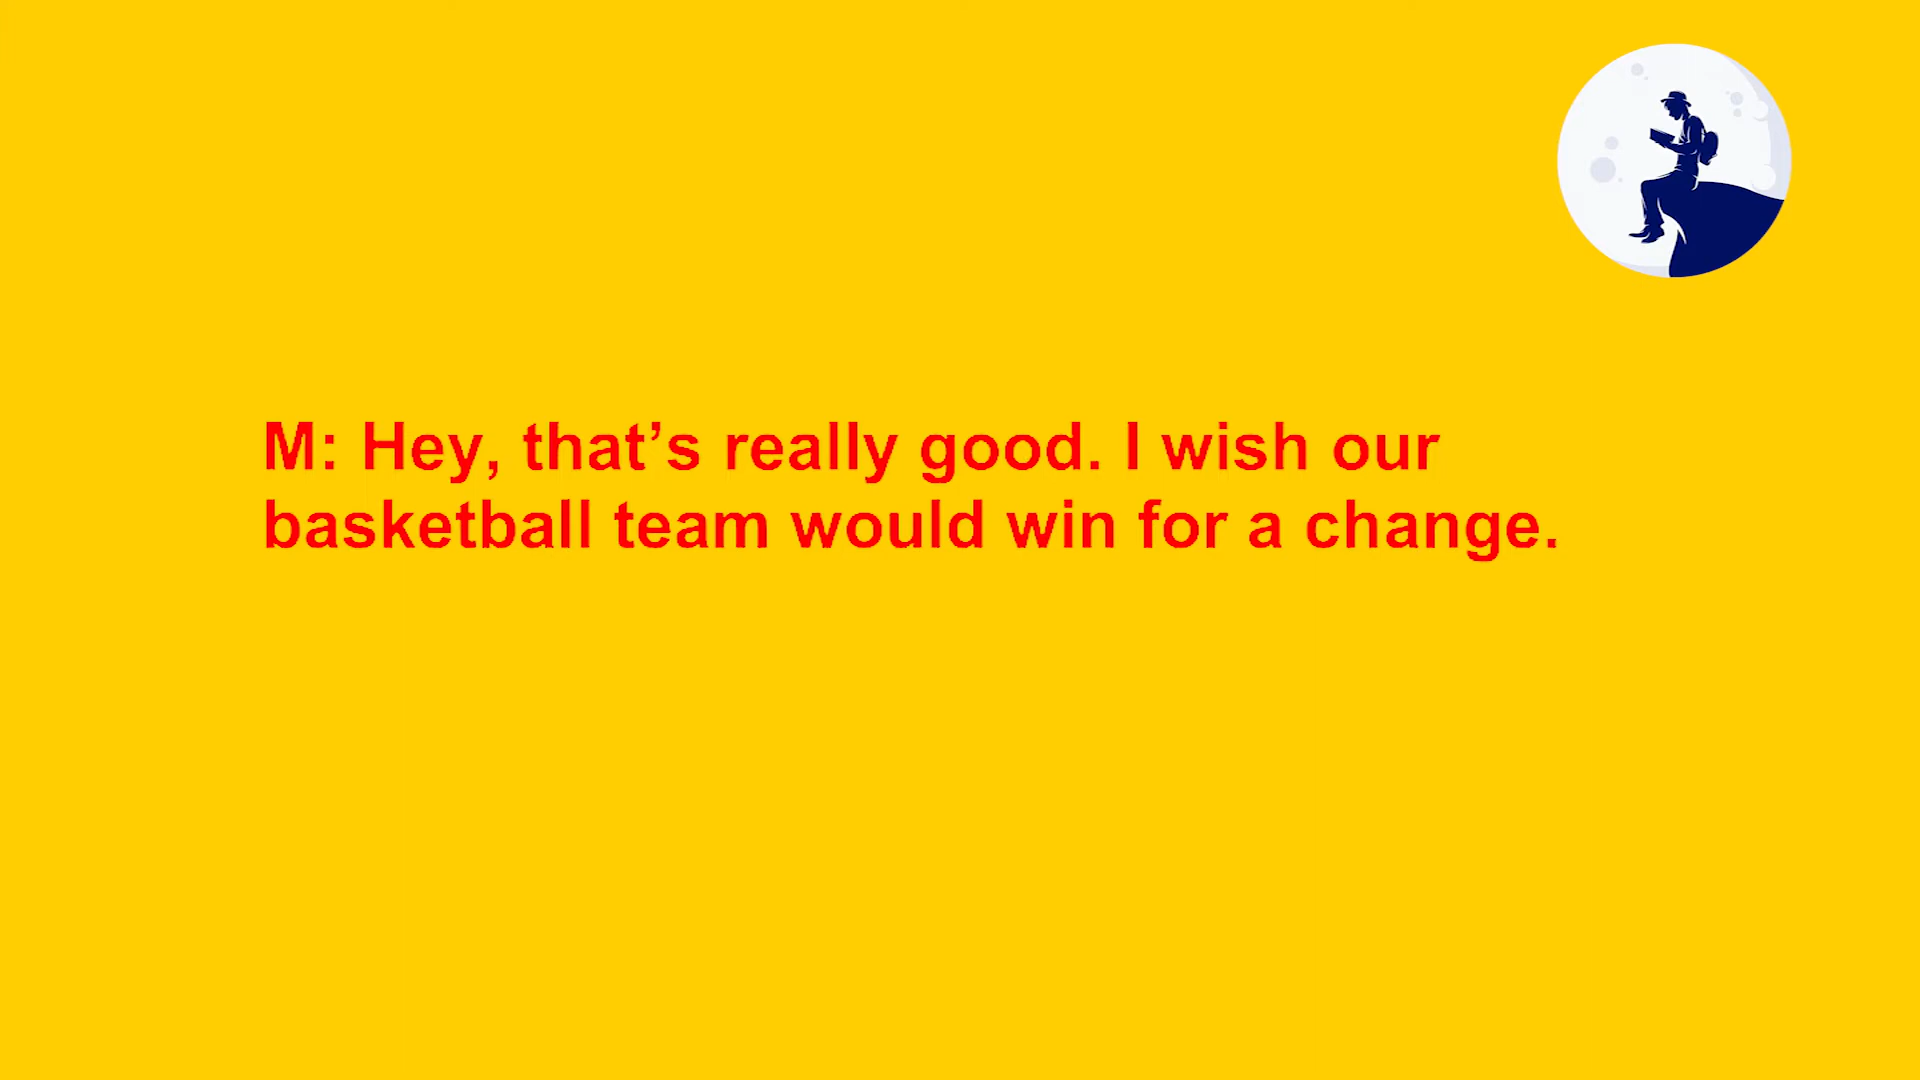 M: Hey, that’s really good. I wish our
basketball team would win for a change.